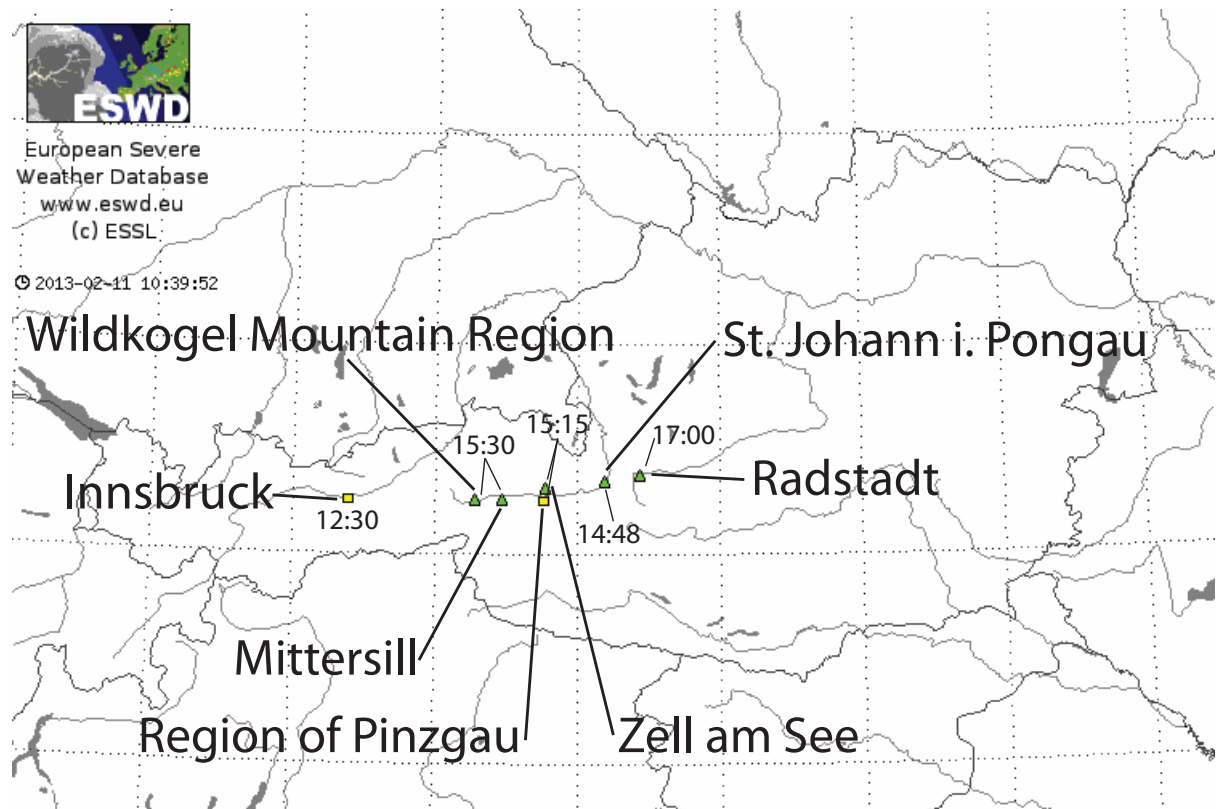 ESWD
European Severe
Weather Database
www.eswd.eu
(c) ESSL
2013-02-11 10:39:52
Wildkogel Mountain Region
St. Johann i. Pongau
15:30
15:15
17:00
Innsbruck
12:30
14:48
Radstadt
Mittersill
Region of Pinzgau
Zell am See